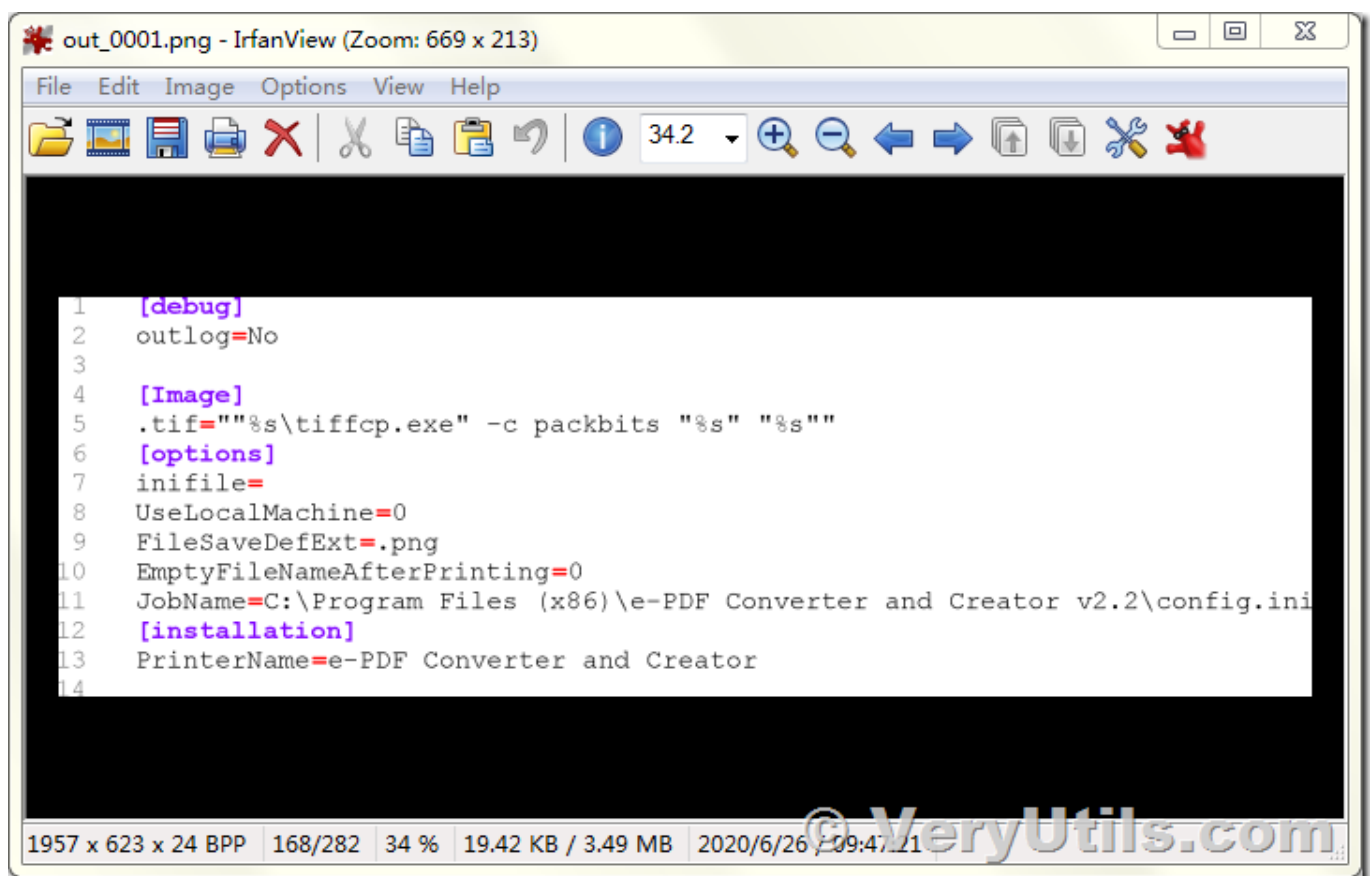 out_0001.png - IrfanView (Zoom: 669 x 213)
File Edit Image Options View Help
34.2
1 [debug]
2 outlog=No
3
4 [Image]
5 .tif=""%s\tiffcp.exe" -c packbits "%s" "%s""
6 [options]
7 inifile=
8 UseLocalMachine=0
9 FileSaveDefExt=.png
10 EmptyFileNameAfterPrinting=0
11 JobName=C:\Program Files (x86)\e-PDF Converter and Creator v2.2\config.ini
12 [installation]
13 PrinterName=e-PDF Converter and Creator
14
© VeryUtils.com
1957 x 623 x 24 BPP 168/282 34 % 19.42 KB / 3.49 MB 2020/6/26 / 09:47:21